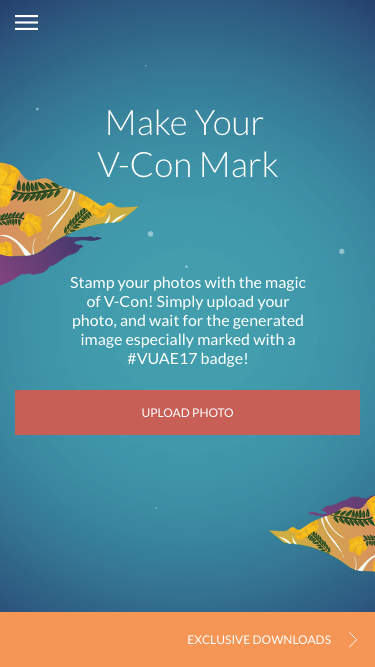 Make Your
V-Con Mark
Stamp your photos with the magic
of V-Con! Simply upload your
photo, and wait for the generated
image especially marked with a
#VUAE17 badge!
UPLOAD PHOTO
EXCLUSIVE DOWNLOADS